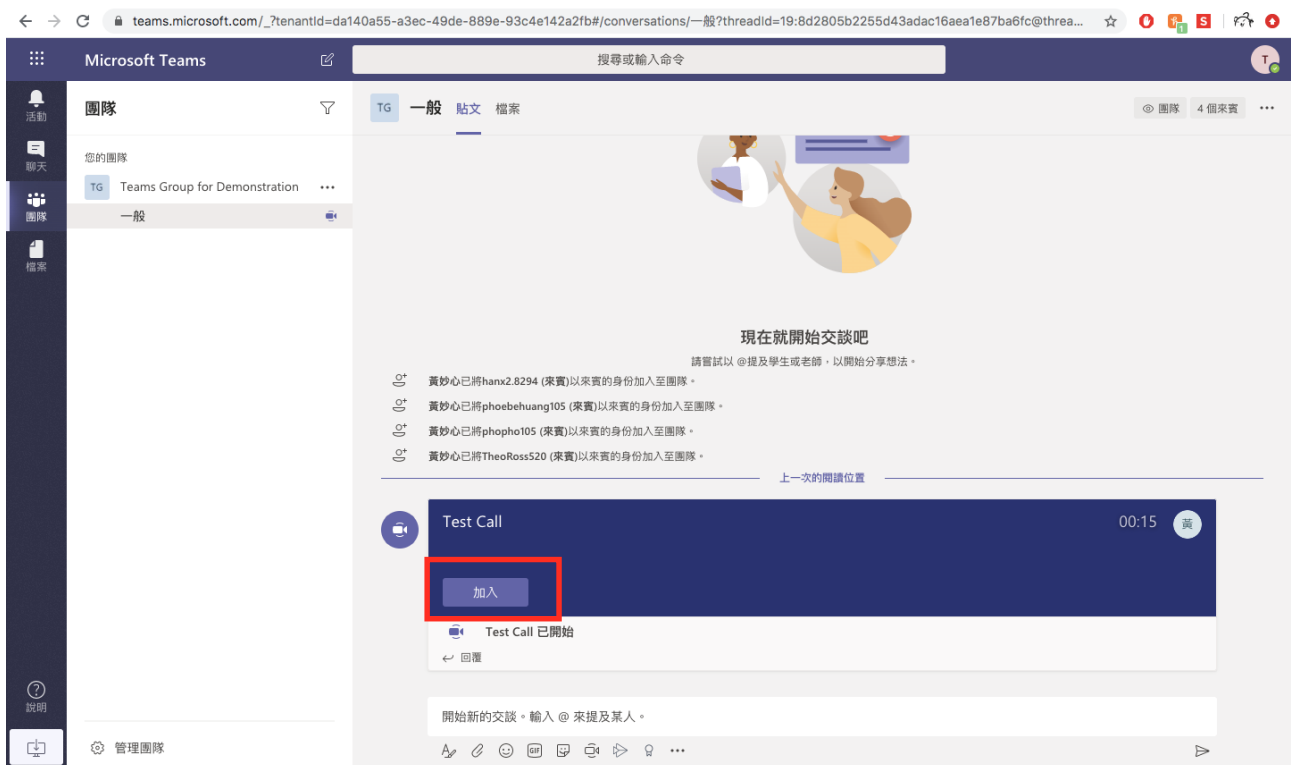 teams.microsoft.com/_?tenantId=da140a55-a3ec-49de-889e-93c4e142a2fb#/conversations/一般?threadId=19:8d2805b2255d43adac16aea1e87ba6fc@threa...
1
S
Microsoft Teams
搜尋或輸入命令
T
活動
聊天
團隊
檔案
說明
團隊
您的團隊
TG Teams Group for Demonstration ...
一般
管理團隊
TG 一般 貼文 檔案
團隊 4 個來賓 ...
現在就開始交談吧
請嘗試以 @提及學生或老師,以開始分享想法。
黃妙心已將hanx2.8294 (來賓)以來賓的身份加入至團隊。
黃妙心已將phoebehuang105 (來賓)以來賓的身份加入至團隊。
黃妙心已將phopho105 (來賓)以來賓的身份加入至團隊。
黃妙心已將TheoRoss520 (來賓)以來賓的身份加入至團隊。
上一次的閱讀位置
Test Call 00:15 黃
加入
Test Call 已開始
回覆
開始新的交談。輸入 @ 來提及某人。
GIF